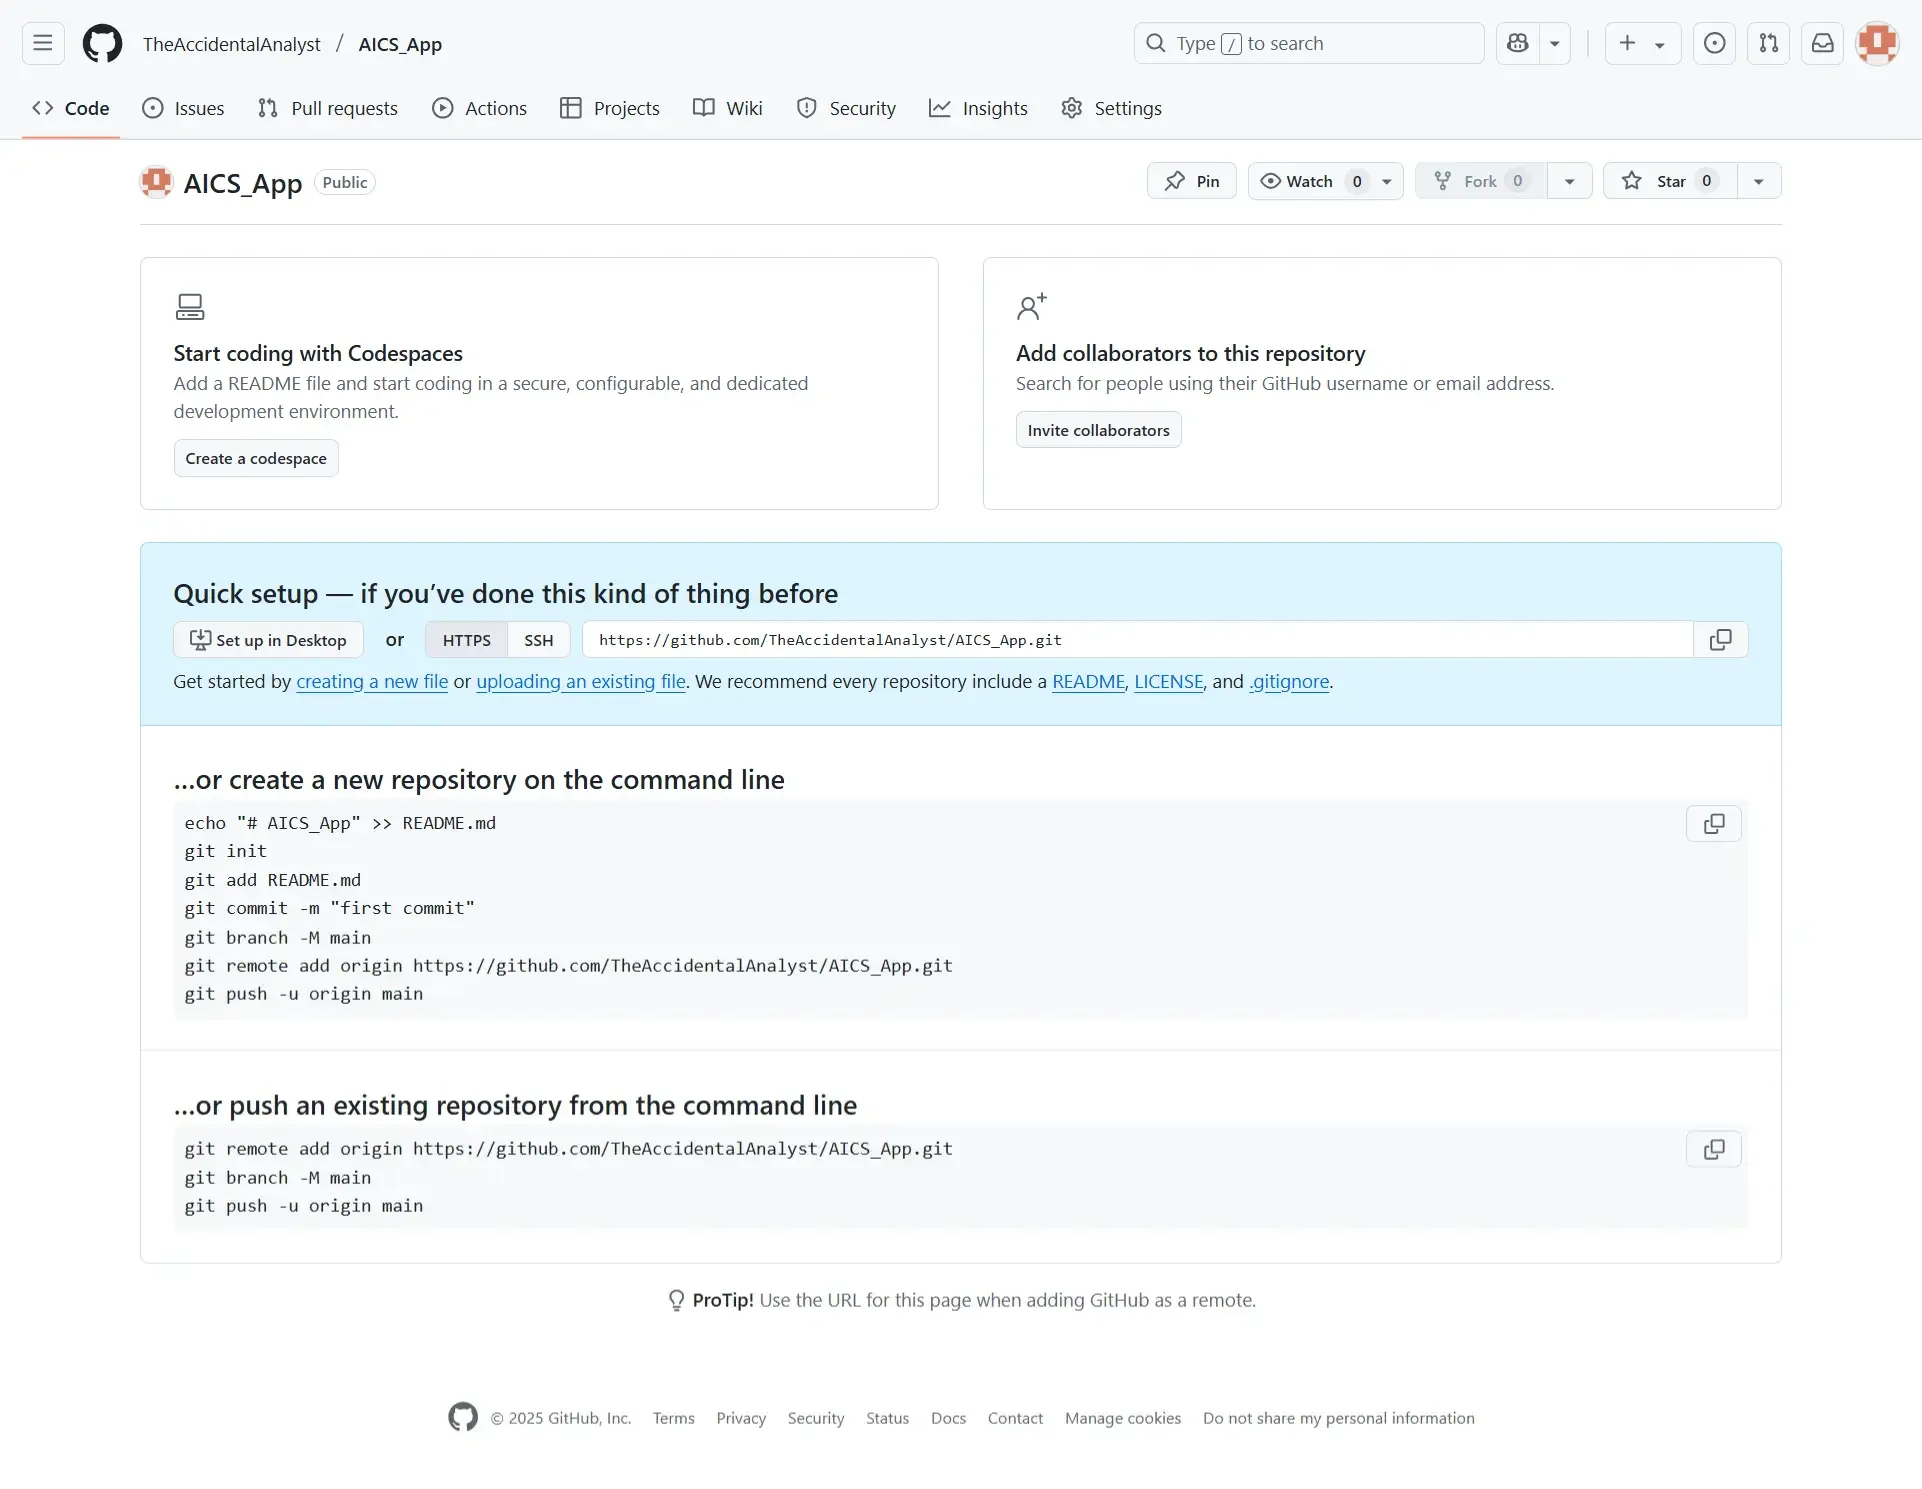 TheAccidentalAnalyst / AICS_App
Type / to search
Code Issues Pull requests Actions Projects Wiki Security Insights Settings
AICS_App Public
Pin Watch 0 Fork 0 Star 0
Start coding with Codespaces
Add a README file and start coding in a secure, configurable, and dedicated
development environment.
Create a codespace
Add collaborators to this repository
Search for people using their GitHub username or email address.
Invite collaborators
Quick setup — if you’ve done this kind of thing before
Set up in Desktop or HTTPS SSH https://github.com/TheAccidentalAnalyst/AICS_App.git
Get started by creating a new file or uploading an existing file. We recommend every repository include a README, LICENSE, and .gitignore.
…or create a new repository on the command line
echo "# AICS_App" >> README.md
git init
git add README.md
git commit -m "first commit"
git branch -M main
git remote add origin https://github.com/TheAccidentalAnalyst/AICS_App.git
git push -u origin main
…or push an existing repository from the command line
git remote add origin https://github.com/TheAccidentalAnalyst/AICS_App.git
git branch -M main
git push -u origin main
ProTip! Use the URL for this page when adding GitHub as a remote.
© 2025 GitHub, Inc. Terms Privacy Security Status Docs Contact Manage cookies Do not share my personal information